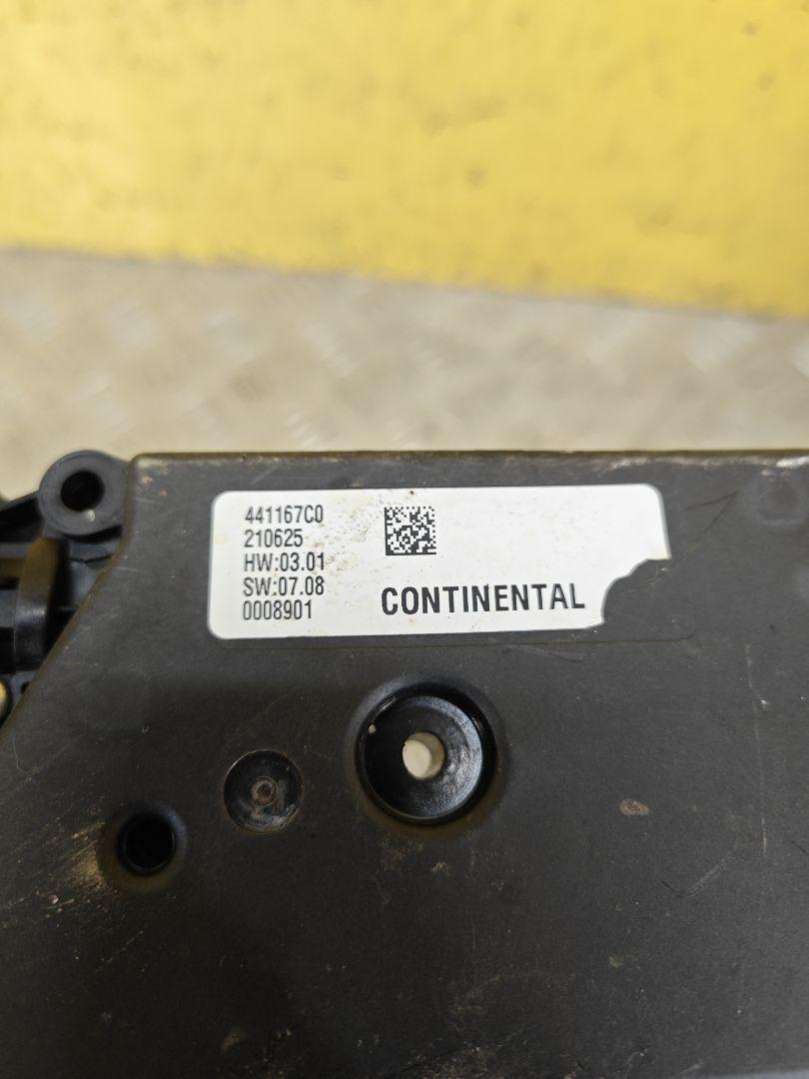 441167C0
210625
HW:03.01
SW:07.08
0008901
CONTINENTAL